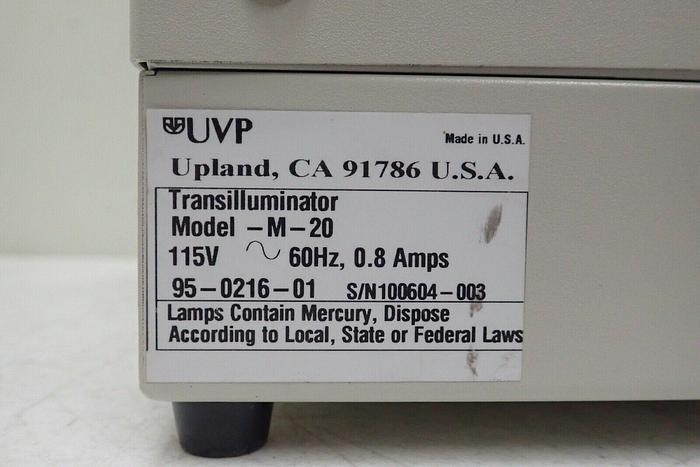 UVP
Made in U.S.A.
Upland, CA 91786 U.S.A.
Transilluminator
Model -M-20
115V ~ 60Hz, 0.8 Amps
95-0216-01 S/N100604-003
Lamps Contain Mercury, Dispose
According to Local, State or Federal Laws